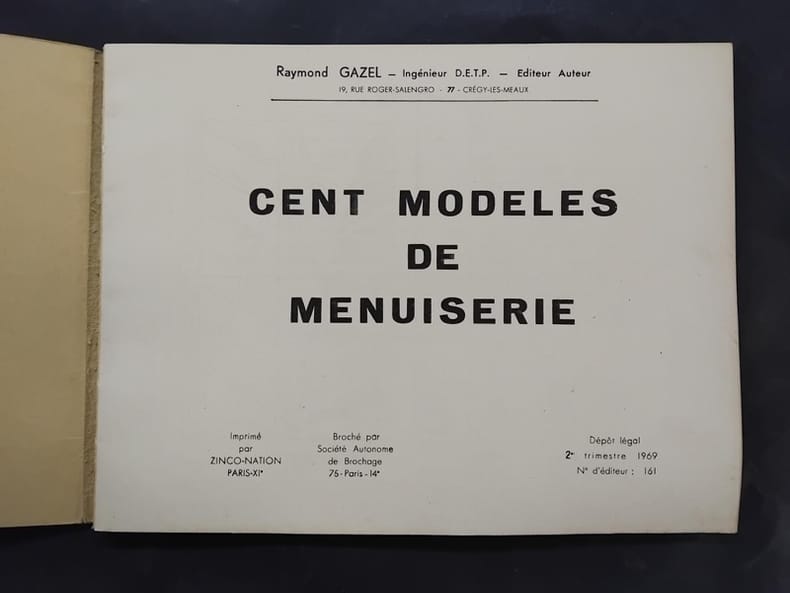 Raymond GAZEL — Ingénieur D.E.T.P. — Editeur Auteur
19, RUE ROGER-SALENGRO - 77 - CRÉGY-LES-MEAUX
CENT MODELES
DE
MENUISERIE
Imprimé
par
ZINCO-NATION
PARIS-XIe
Broché par
Société Autonome
de Brochage
75-Paris-14e
Dépôt légal
2e trimestre 1969
N° d'éditeur : 161